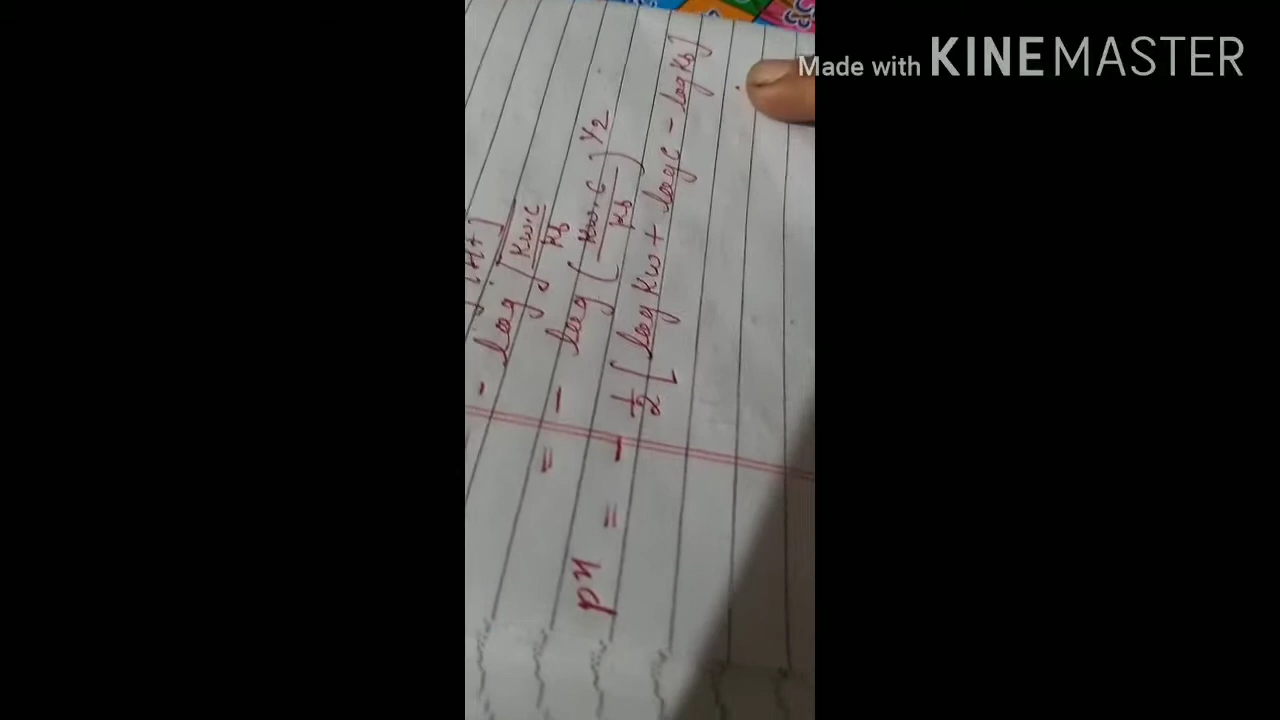 Made with KINEMASTER
[H+]
- log √Kw.c/Kb
= - log (Kw.c/Kb)^1/2
pH = - 1/2 [log Kw + log c - log Kb]